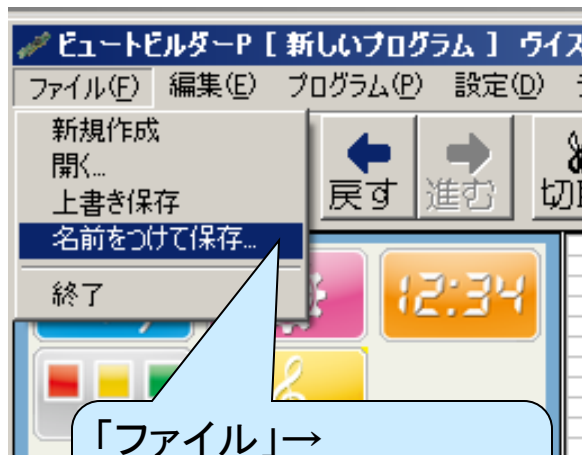 ビュートビルダーP [ 新しいプログラム ] ヴイス
ファイル(F) 編集(E) プログラム(P) 設定(D)
新規作成
開く...
上書き保存
名前をつけて保存...
終了
戻す 進む 切取
12:34
「ファイル」→